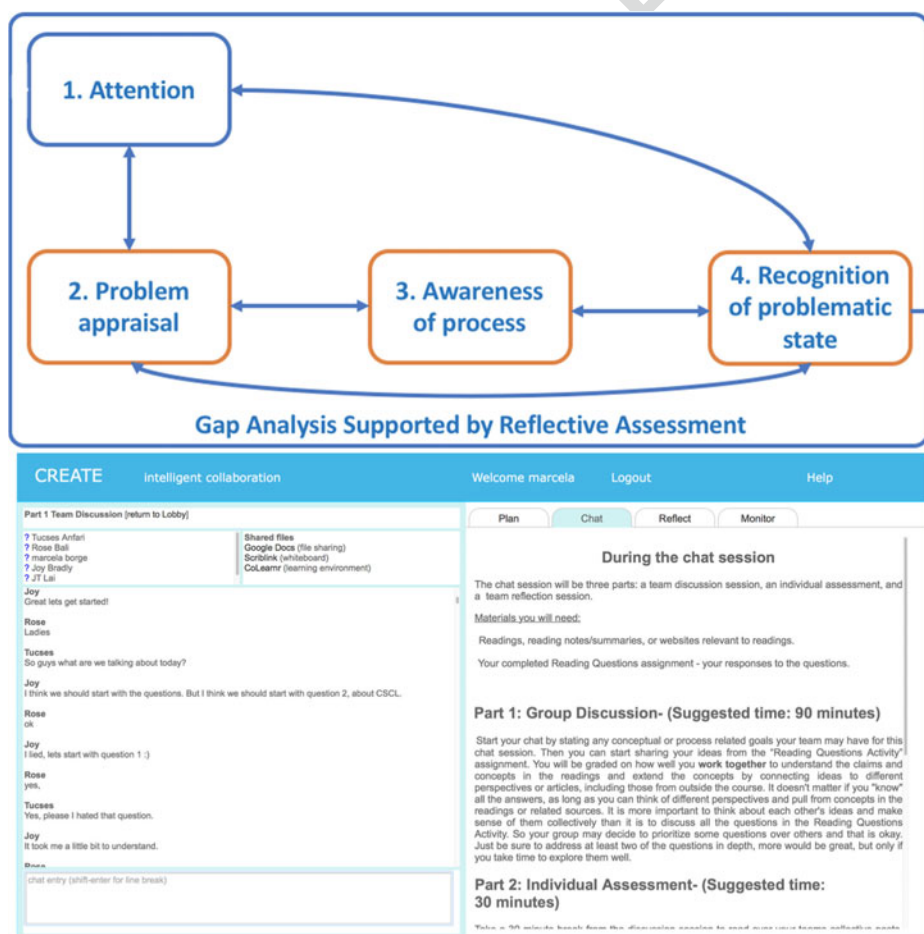 1. Attention
2. Problem
appraisal
3. Awareness
of process
4. Recognition
of problematic
state
Gap Analysis Supported by Reflective Assessment
CREATE
intelligent collaboration
Welcome marcela
Logout
Help
Part 1 Team Discussion [return to Lobby]
? Tucses Anfari
? Rose Bali
? marcela borge
? Joy Bradly
? JT Lai
Shared files
Google Docs (file sharing)
Scriblink (whiteboard)
CoLearnr (learning environment)
Joy
Great lets get started!
Rose
Ladies
Tucses
So guys what are we talking about today?
Joy
I think we should start with the questions. But I think we should start with question 2, about CSCL.
Rose
ok
Joy
I lied, lets start with question 1 :)
Rose
yes,
Tucses
Yes, please I hated that question.
Joy
It took me a little bit to understand.
Rose
chat entry (shift-enter for line break)
Plan
Chat
Reflect
Monitor
During the chat session
The chat session will be three parts: a team discussion session, an individual assessment, and
a team reflection session.
Materials you will need:
Readings, reading notes/summaries, or websites relevant to readings.
Your completed Reading Questions assignment - your responses to the questions.
Part 1: Group Discussion- (Suggested time: 90 minutes)
Start your chat by stating any conceptual or process related goals your team may have for this
chat session. Then you can start sharing your ideas from the "Reading Questions Activity"
assignment. You will be graded on how well you work together to understand the claims and
concepts in the readings and extend the concepts by connecting ideas to different
perspectives or articles, including those from outside the course. It doesn't matter if you "know"
all the answers, as long as you can think of different perspectives and pull from concepts in the
readings or related sources. It is more important to think about each other's ideas and make
sense of them collectively than it is to discuss all the questions in the Reading Questions
Activity. So your group may decide to prioritize some questions over others and that is okay.
Just be sure to address at least two of the questions in depth, more would be great, but only if
you take time to explore them well.
Part 2: Individual Assessment- (Suggested time:
30 minutes)